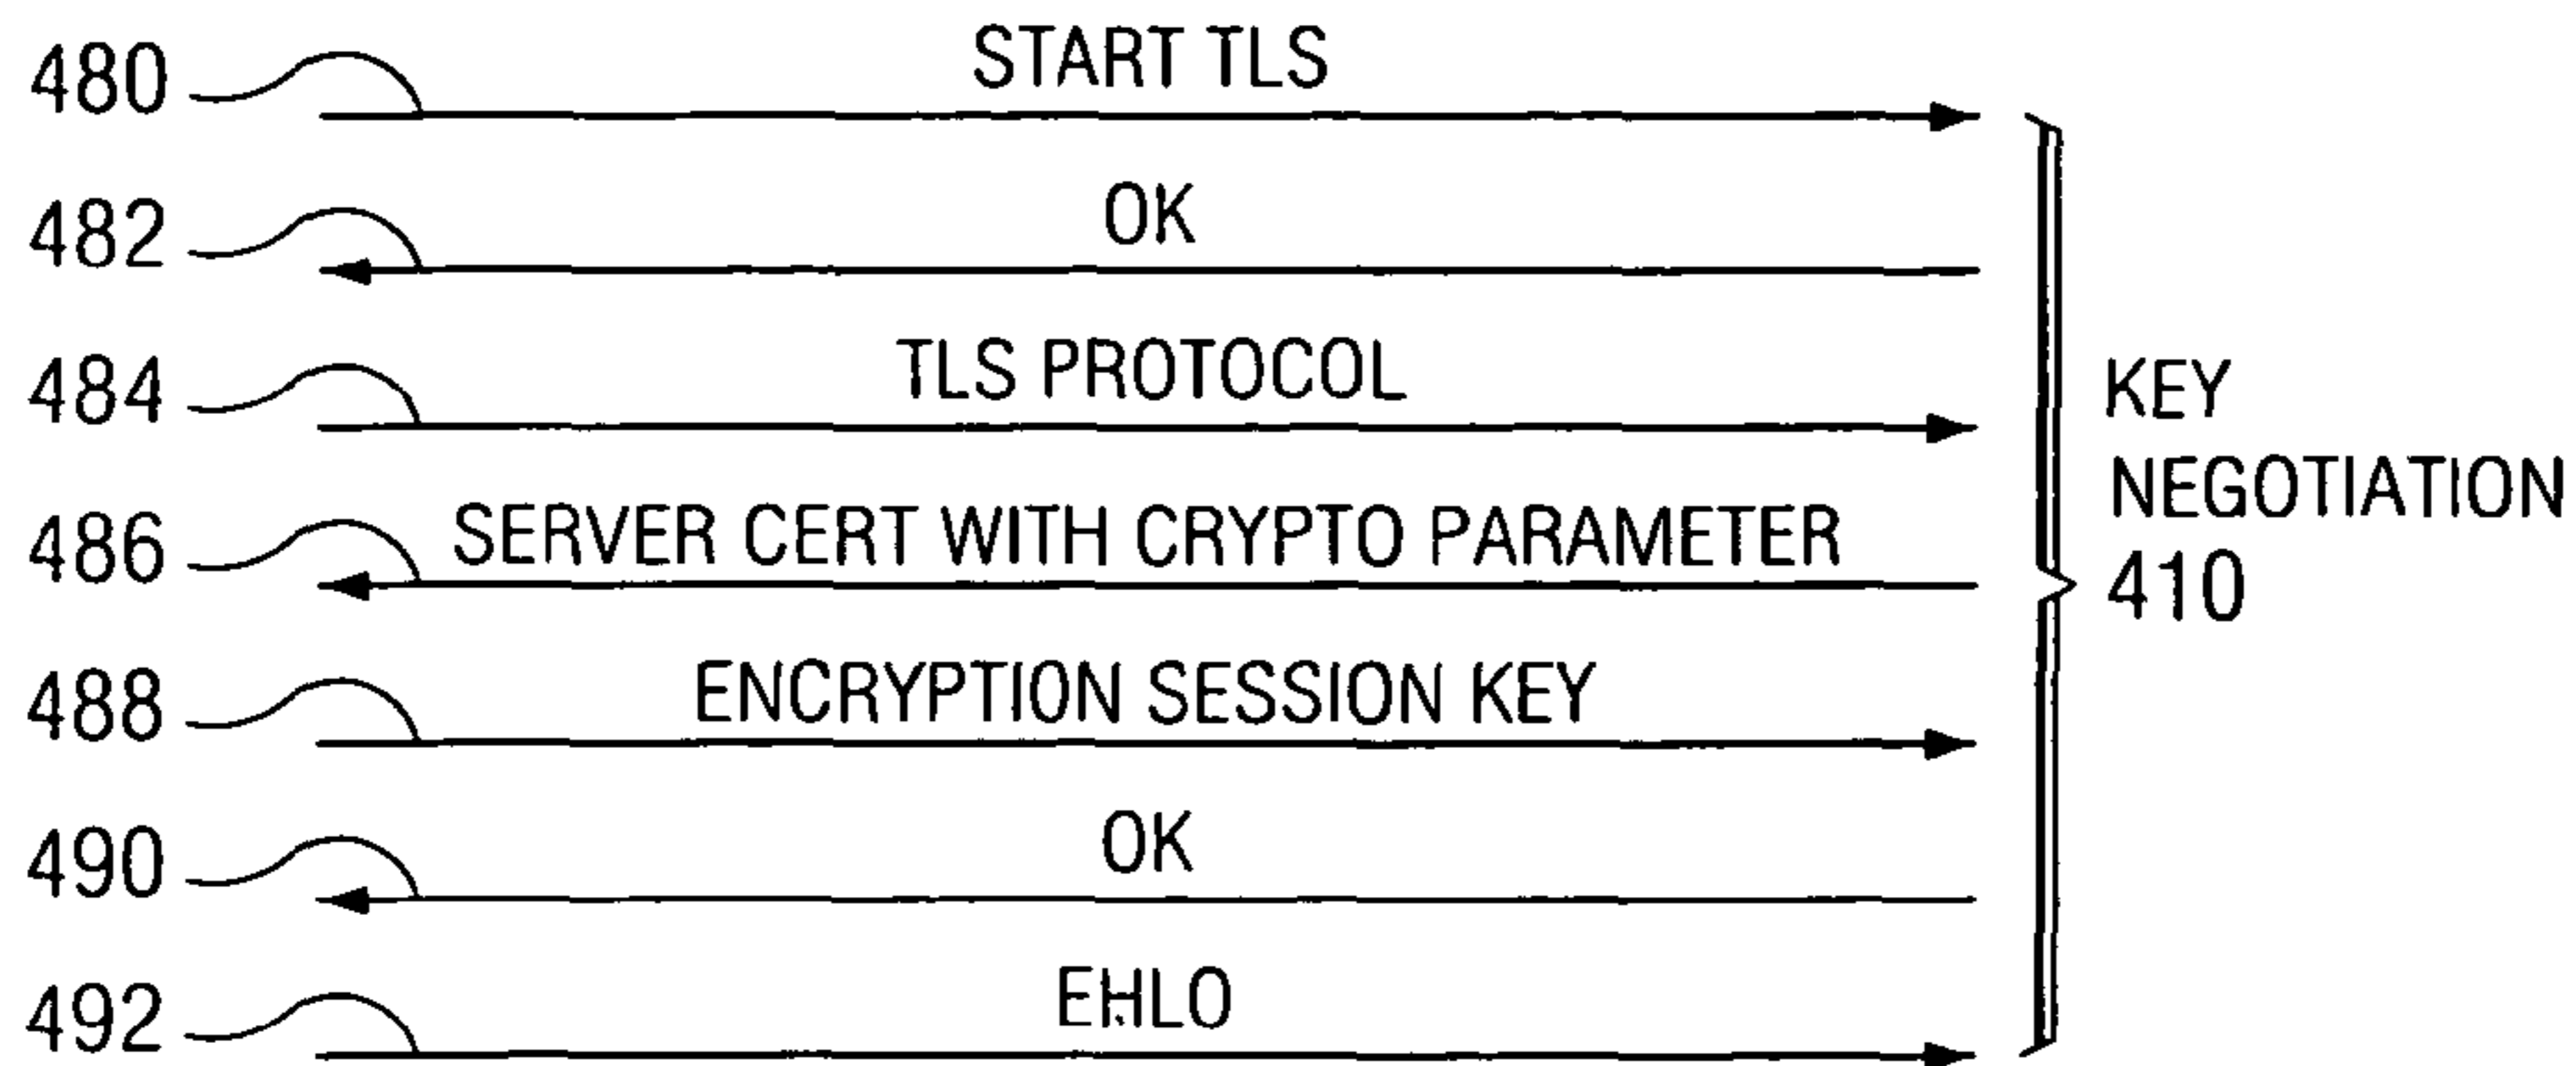 480 START TLS
482 OK
484 TLS PROTOCOL
486 SERVER CERT WITH CRYPTO PARAMETER
488 ENCRYPTION SESSION KEY
490 OK
492 EHLO
KEY
NEGOTIATION
410